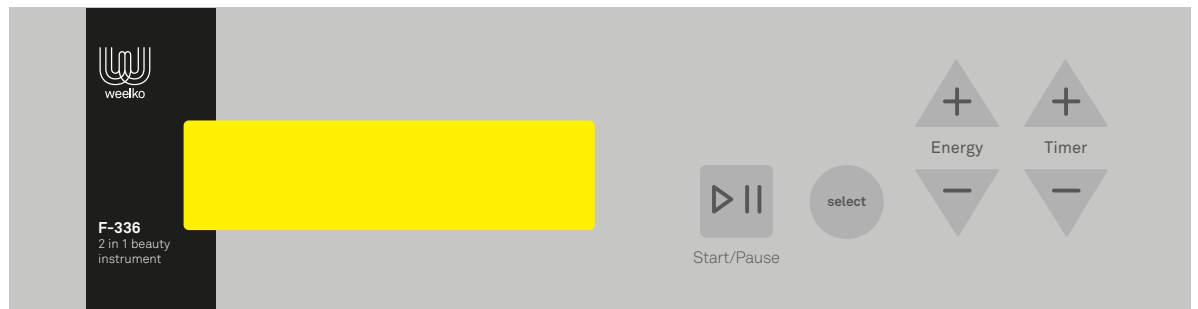 weelko
F-336
2 in 1 beauty
instrument
Start/Pause
select
Energy
Timer